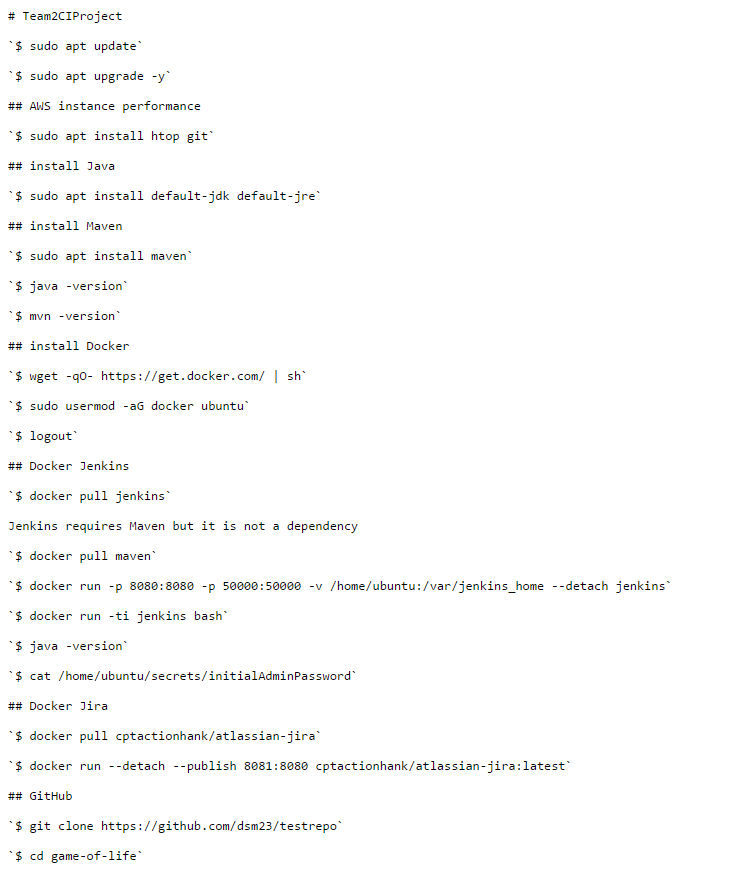 # Team2CIProject
`$ sudo apt update`
`$ sudo apt upgrade -y`
## AWS instance performance
`$ sudo apt install htop git`
## install Java
`$ sudo apt install default-jdk default-jre`
## install Maven
`$ sudo apt install maven`
`$ java -version`
`$ mvn -version`
## install Docker
`$ wget -qO- https://get.docker.com/ | sh`
`$ sudo usermod -aG docker ubuntu`
`$ logout`
## Docker Jenkins
`$ docker pull jenkins`
Jenkins requires Maven but it is not a dependency
`$ docker pull maven`
`$ docker run -p 8080:8080 -p 50000:50000 -v /home/ubuntu:/var/jenkins_home --detach jenkins`
`$ docker run -ti jenkins bash`
`$ java -version`
`$ cat /home/ubuntu/secrets/initialAdminPassword`
## Docker Jira
`$ docker pull cptactionhank/atlassian-jira`
`$ docker run --detach --publish 8081:8080 cptactionhank/atlassian-jira:latest`
## GitHub
`$ git clone https://github.com/dsm23/testrepo`
`$ cd game-of-life`